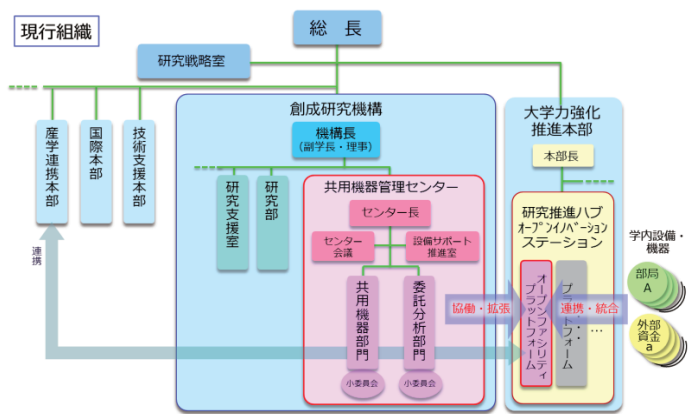 現行組織
総 長
研究戦略室
産学連携本部
国際本部
技術支援本部
連携
創成研究機構
機構長
(副学長・理事)
研究支援室
研究部
共用機器管理センター
センター長
センター
会議
設備サポート
推進室
共用機器部門
委託分析部門
小委員会
小委員会
大学力強化
推進本部
本部長
研究推進ハブ
オープンイノベーション
ステーション
オープンファシリティ
プラットフォーム
プラットフォーム
・・・
…
協働・拡張
連携・統合
学内設備・
機器
部局
A
外部
資金
a